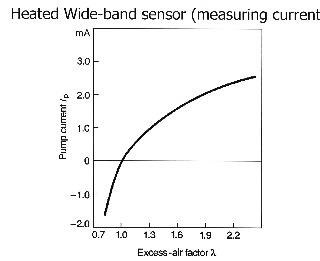 Heated Wide-band sensor (measuring current
mA
3.0
2.0
1.0
0
−1.0
−2.0
Pump current Ip
0.7 1.0 1.3 1.6 1.9 2.2
Excess-air factor λ